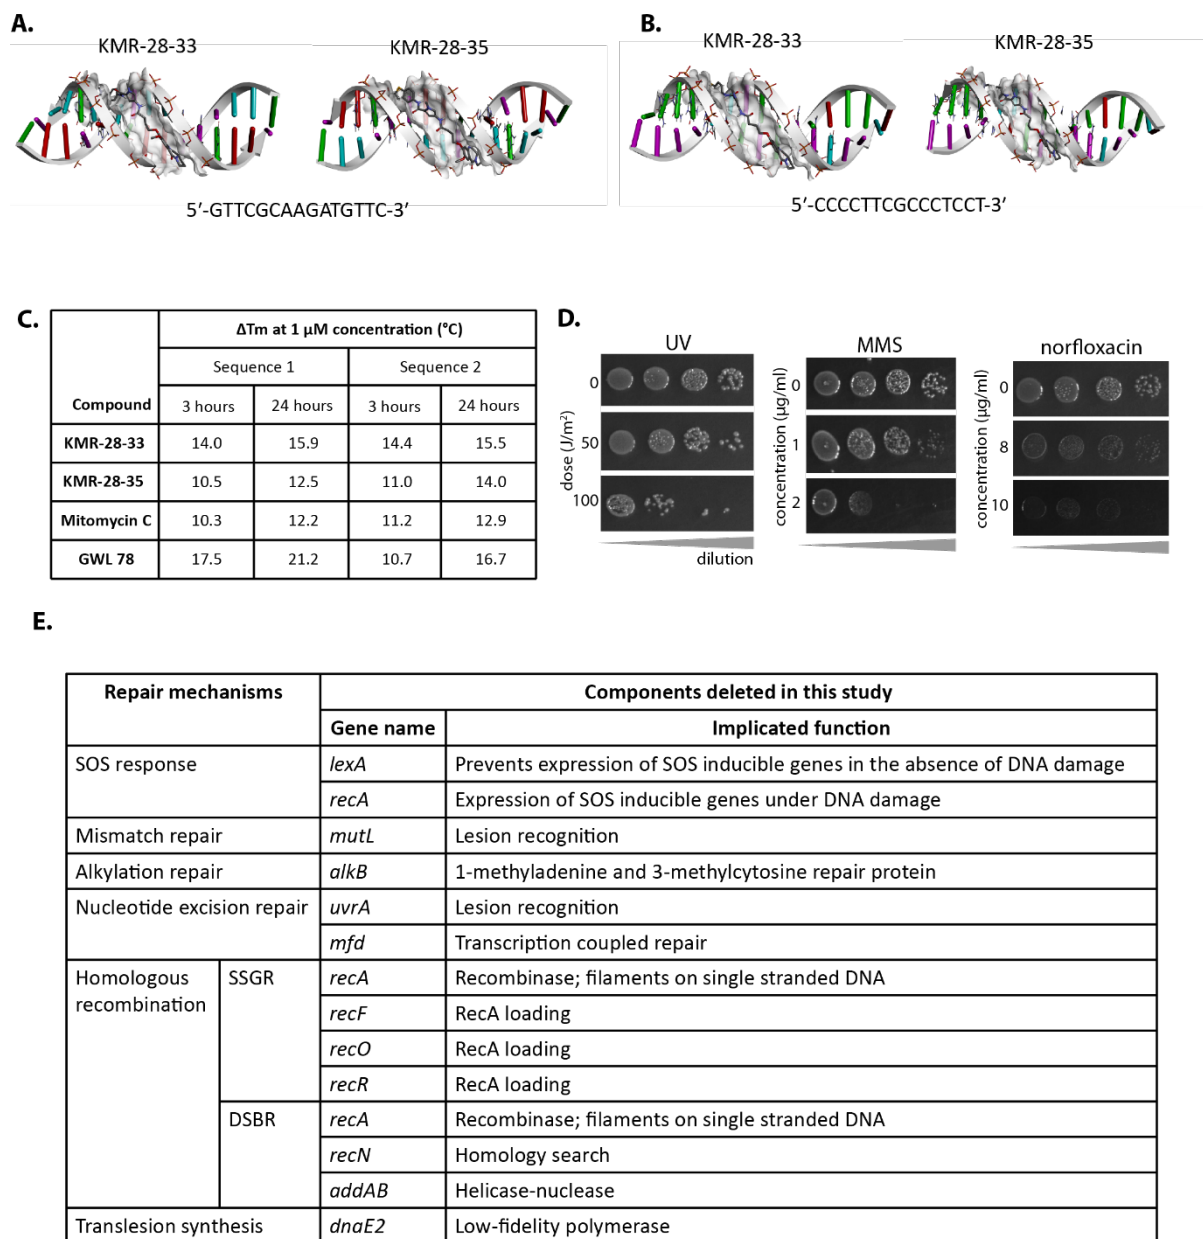 A.
KMR-28-33
KMR-28-35
5′-GTTCGCAAGATGTTC-3′
B.
KMR-28-33
KMR-28-35
5′-CCCCTTCGCCCTCCT-3′
C.
ΔTm at 1 μM concentration (°C)
Sequence 1 Sequence 2
Compound 3 hours 24 hours 3 hours 24 hours
KMR-28-33 14.0 15.9 14.4 15.5
KMR-28-35 10.5 12.5 11.0 14.0
Mitomycin C 10.3 12.2 11.2 12.9
GWL 78 17.5 21.2 10.7 16.7
D.
UV
dose (J/m²)
0
50
100
dilution
MMS
concentration (μg/ml)
0
1
2
norfloxacin
concentration (μg/ml)
0
8
10
E.
Repair mechanisms Components deleted in this study
Gene name Implicated function
SOS response lexA Prevents expression of SOS inducible genes in the absence of DNA damage
recA Expression of SOS inducible genes under DNA damage
Mismatch repair mutL Lesion recognition
Alkylation repair alkB 1-methyladenine and 3-methylcytosine repair protein
Nucleotide excision repair uvrA Lesion recognition
mfd Transcription coupled repair
Homologous SSGR recA Recombinase; filaments on single stranded DNA
recombination
recF RecA loading
recO RecA loading
recR RecA loading
DSBR recA Recombinase; filaments on single stranded DNA
recN Homology search
addAB Helicase-nuclease
Translesion synthesis dnaE2 Low-fidelity polymerase